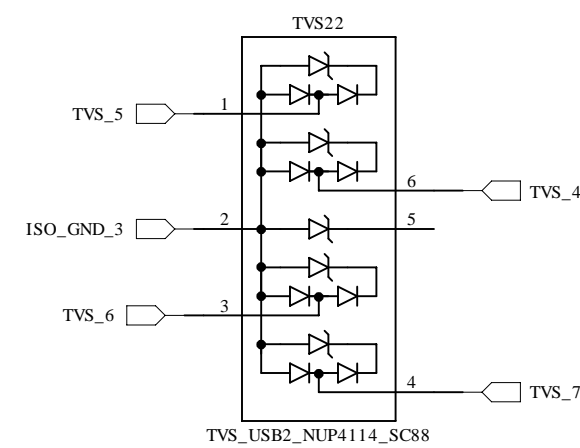 TVS22
1
TVS_5
6
TVS_4
2
ISO_GND_3
5
3
TVS_6
4
TVS_7
TVS_USB2_NUP4114_SC88